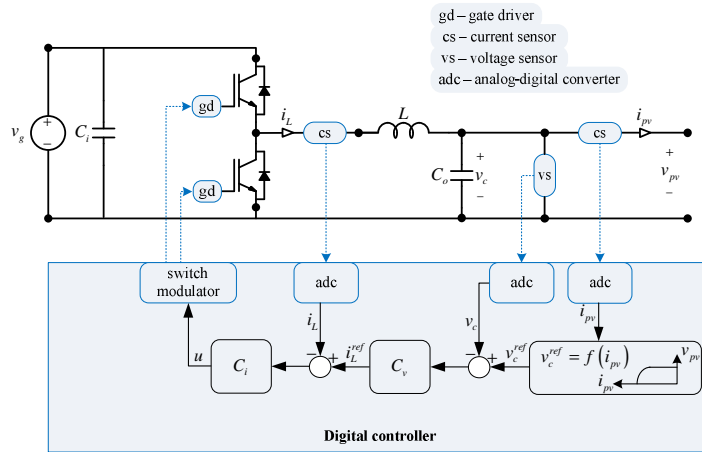 gd – gate driver
cs – current sensor
vs – voltage sensor
adc – analog-digital converter
gd
i_L
cs
L
i_pv
cs
v_g
C_i
gd
C_o
+
v_c
−
vs
+
v_pv
−
switch
modulator
adc
adc
adc
i_L
v_c
i_pv
u
C_i
−
+
i_L^ref
C_v
−
+
v_c^ref
v_c^ref = f(i_pv)
v_pv
i_pv
Digital controller